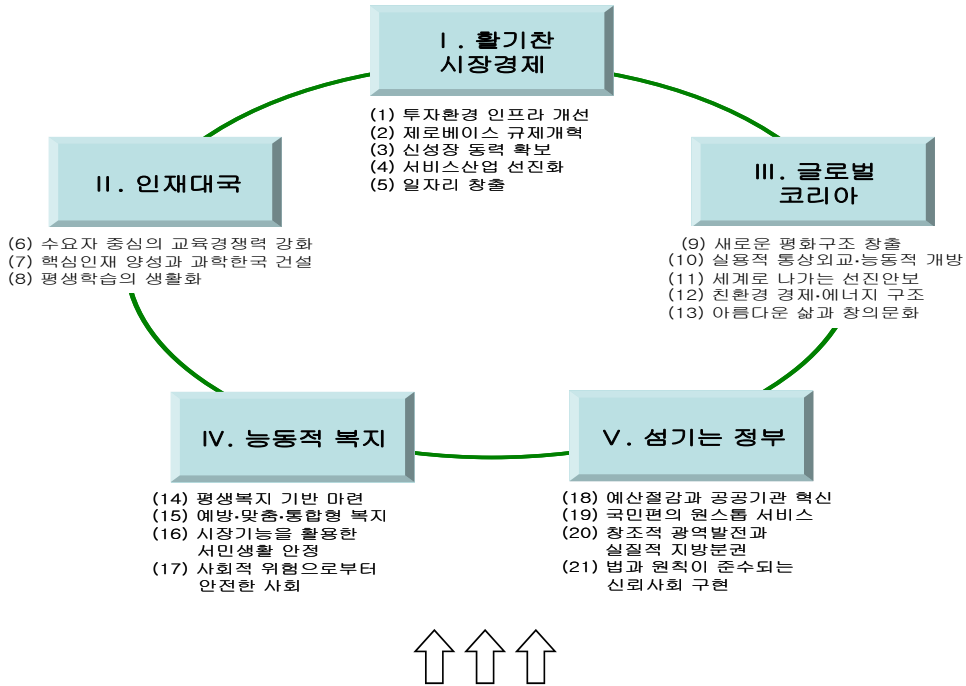 Ⅰ. 활기찬
시장경제
(1) 투자환경 인프라 개선
(2) 제로베이스 규제개혁
(3) 신성장 동력 확보
(4) 서비스산업 선진화
(5) 일자리 창출
Ⅱ. 인재대국
(6) 수요자 중심의 교육경쟁력 강화
(7) 핵심인재 양성과 과학한국 건설
(8) 평생학습의 생활화
Ⅲ. 글로벌
코리아
(9) 새로운 평화구조 창출
(10) 실용적 통상외교·능동적 개방
(11) 세계로 나가는 선진안보
(12) 친환경 경제·에너지 구조
(13) 아름다운 삶과 창의문화
Ⅳ. 능동적 복지
(14) 평생복지 기반 마련
(15) 예방·맞춤·통합형 복지
(16) 시장기능을 활용한
서민생활 안정
(17) 사회적 위험으로부터
안전한 사회
Ⅴ. 섬기는 정부
(18) 예산절감과 공공기관 혁신
(19) 국민편의 원스톱 서비스
(20) 창조적 광역발전과
실질적 지방분권
(21) 법과 원칙이 준수되는
신뢰사회 구현